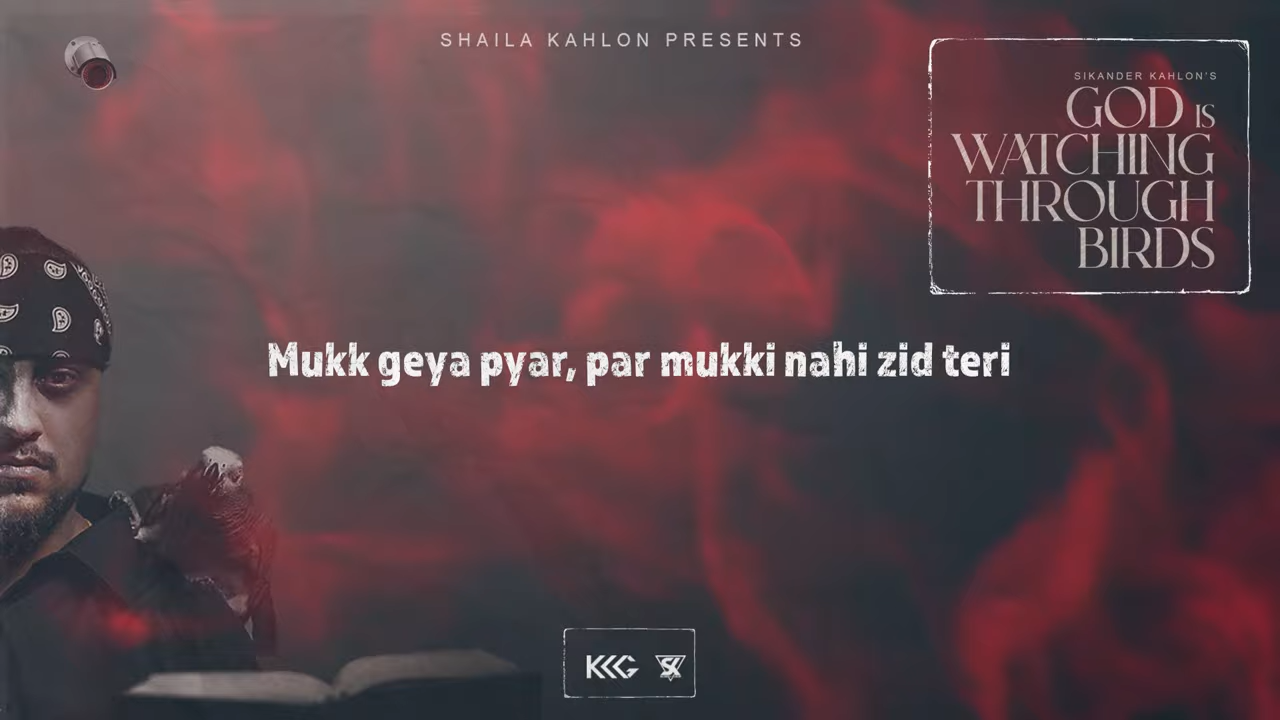 SHAILA KAHLON PRESENTS
SIKANDER KAHLON'S
GOD IS
WATCHING
THROUGH
BIRDS
Mukk geya pyar, par mukki nahi zid teri
KKG SK